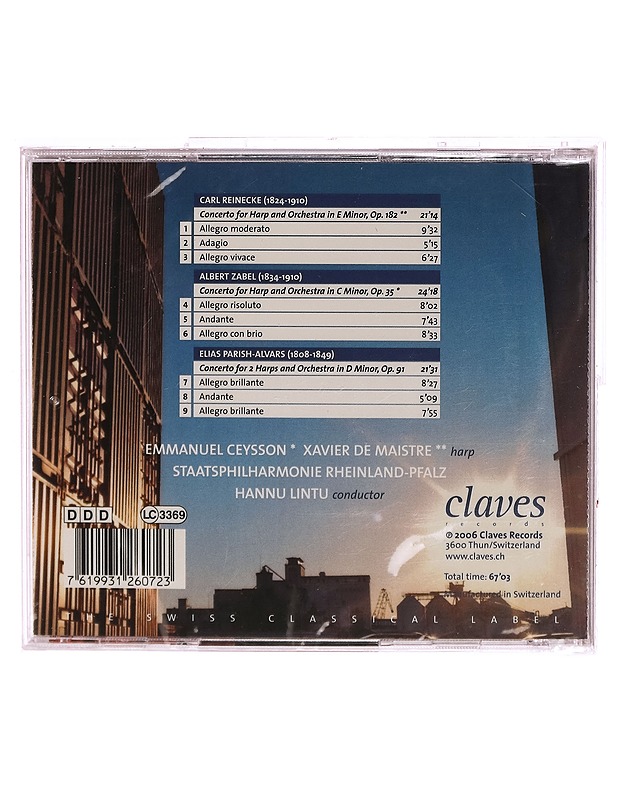 CARL REINECKE (1824-1910)
Concerto for Harp and Orchestra in E Minor, Op. 182 ** 21'14
1 Allegro moderato 9'32
2 Adagio 5'15
3 Allegro vivace 6'27
ALBERT ZABEL (1834-1910)
Concerto for Harp and Orchestra in C Minor, Op. 35 * 24'18
4 Allegro risoluto 8'02
5 Andante 7'43
6 Allegro con brio 8'33
ELIAS PARISH-ALVARS (1808-1849)
Concerto for 2 Harps and Orchestra in D Minor, Op. 91 21'31
7 Allegro brillante 8'27
8 Andante 5'09
9 Allegro brillante 7'55
EMMANUEL CEYSSON * XAVIER DE MAISTRE ** harp
STAATSPHILHARMONIE RHEINLAND-PFALZ
HANNU LINTU conductor
claves
records
DDD LC 3369
℗ © 2006 Claves Records
3600 Thun/Switzerland
www.claves.ch
7 619931 260723
Total time: 67'03
Manufactured in Switzerland
THE SWISS CLASSICAL LABEL